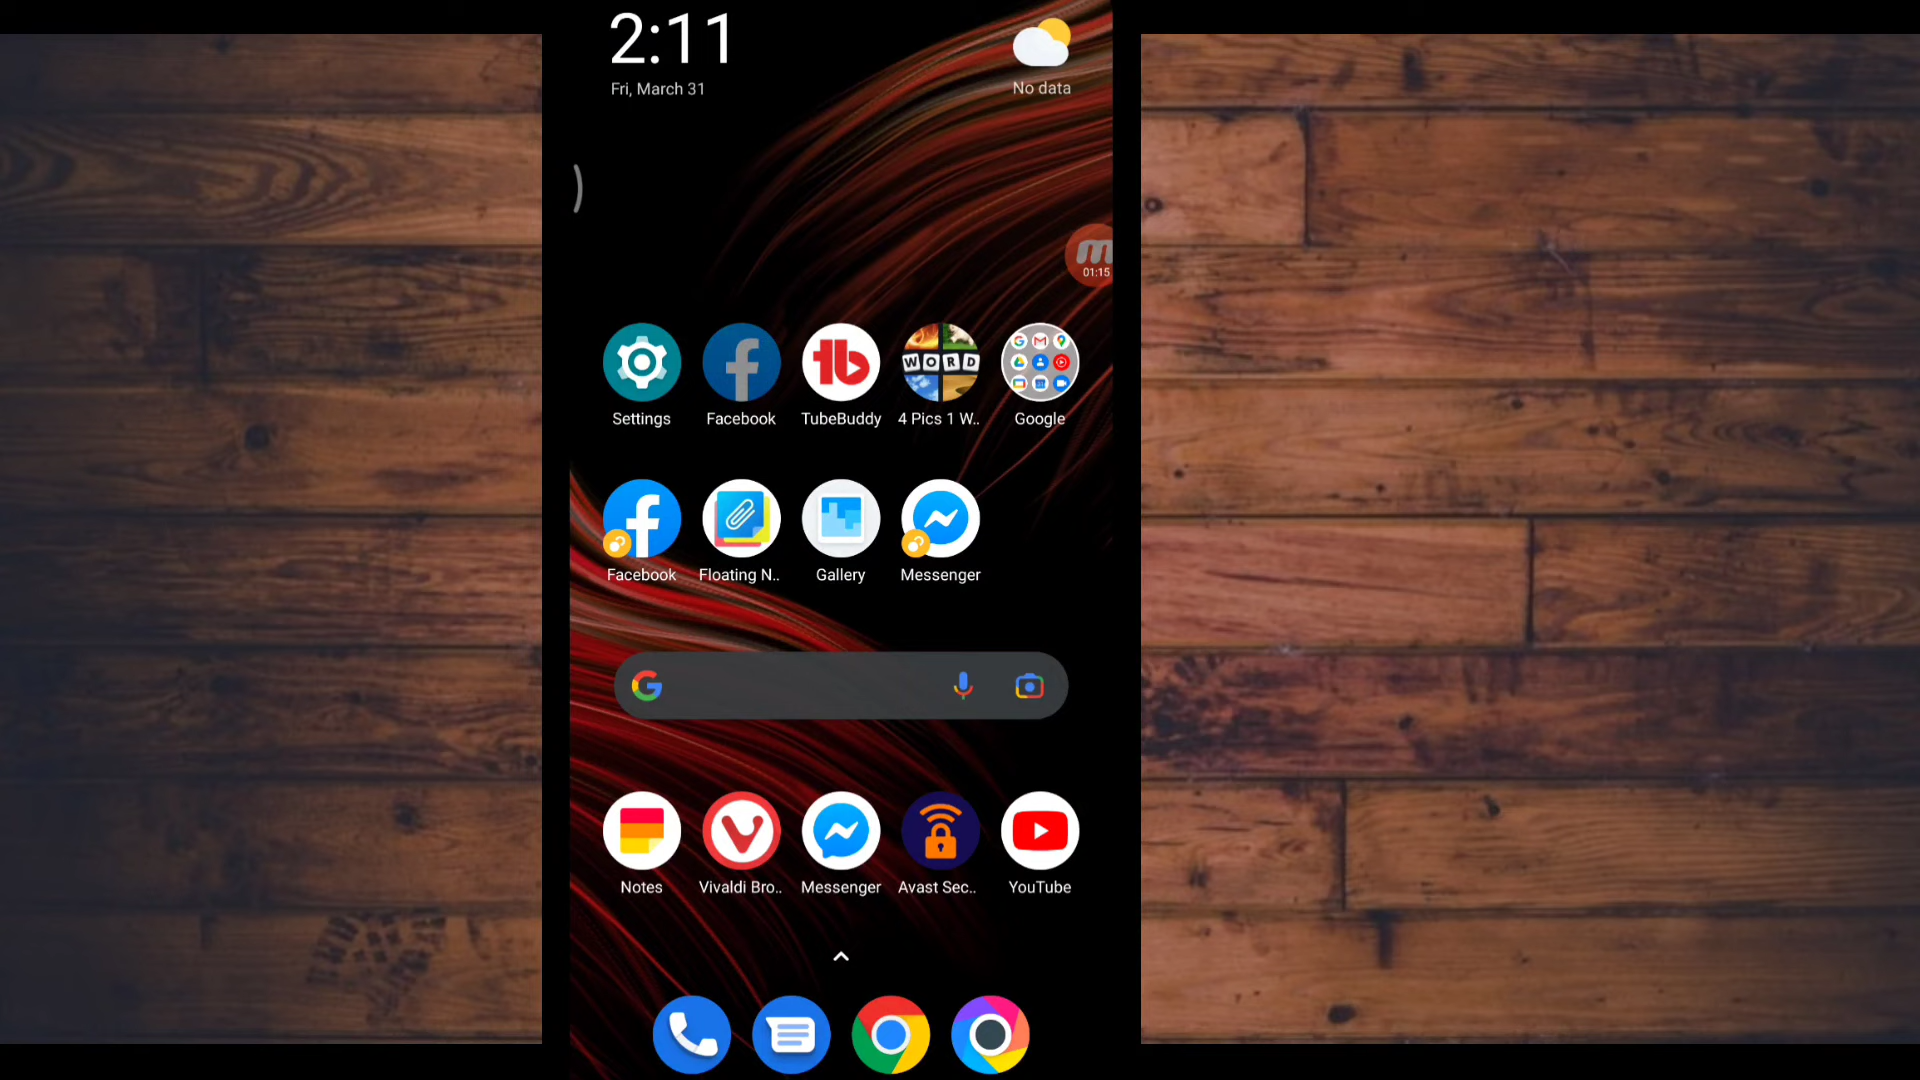 2:11
Fri, March 31
No data
01:15
WORD
Settings
Facebook
TubeBuddy
4 Pics 1 W..
Google
Facebook
Floating N..
Gallery
Messenger
Notes
Vivaldi Bro..
Messenger
Avast Sec..
YouTube